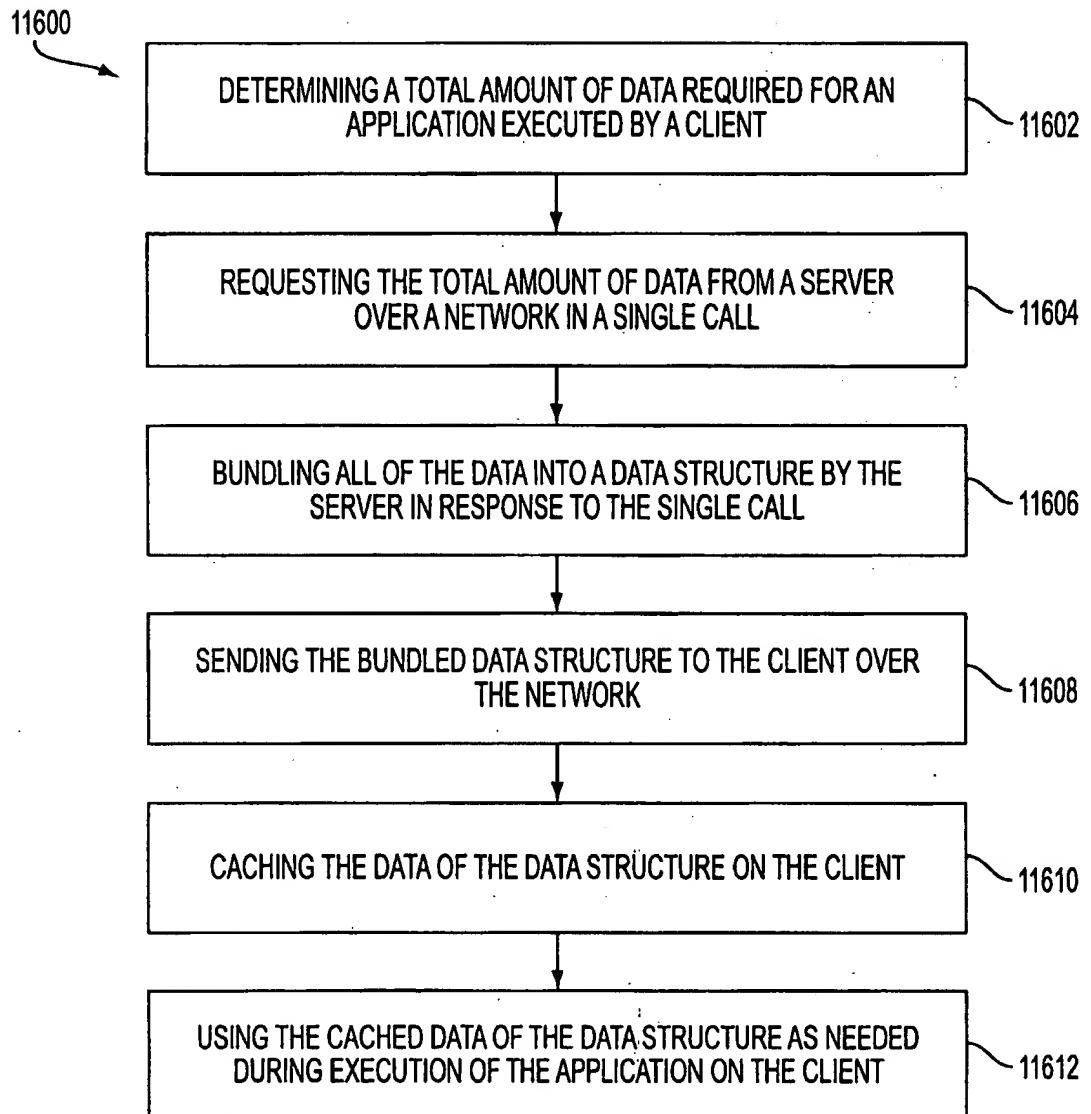 11600
DETERMINING A TOTAL AMOUNT OF DATA REQUIRED FOR AN
APPLICATION EXECUTED BY A CLIENT
11602
REQUESTING THE TOTAL AMOUNT OF DATA FROM A SERVER
OVER A NETWORK IN A SINGLE CALL
11604
BUNDLING ALL OF THE DATA INTO A DATA STRUCTURE BY THE
SERVER IN RESPONSE TO THE SINGLE CALL
11606
SENDING THE BUNDLED DATA STRUCTURE TO THE CLIENT OVER
THE NETWORK
11608
CACHING THE DATA OF THE DATA STRUCTURE ON THE CLIENT
11610
USING THE CACHED DATA OF THE DATA STRUCTURE AS NEEDED
DURING EXECUTION OF THE APPLICATION ON THE CLIENT
11612